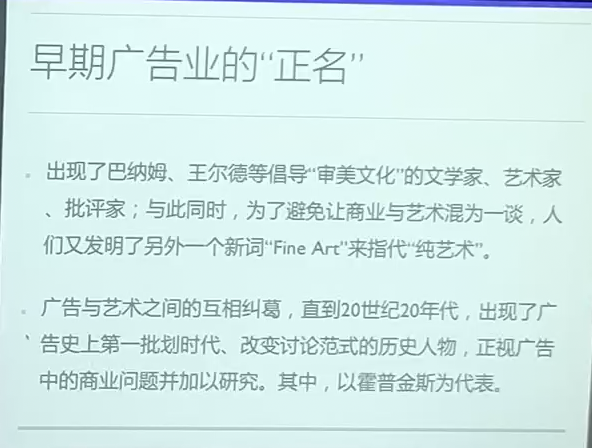 早期广告业的“正名”
出现了巴纳姆、王尔德等倡导“审美文化”的文学家、艺术家
、批评家；与此同时，为了避免让商业与艺术混为一谈，人
们又发明了另外一个新词“Fine Art”来指代“纯艺术”。
广告与艺术之间的互相纠葛，直到20世纪20年代，出现了广
告史上第一批划时代、改变讨论范式的历史人物，正视广告
中的商业问题并加以研究。其中，以霍普金斯为代表。